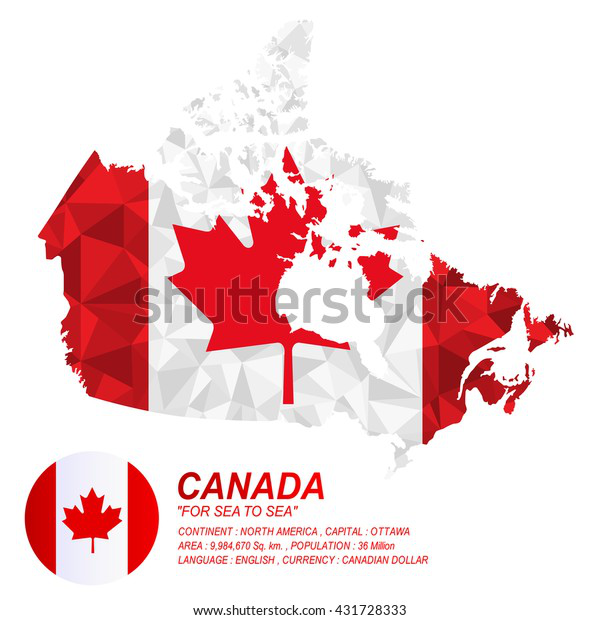 shutterstock
CANADA
"FOR SEA TO SEA"
CONTINENT : NORTH AMERICA , CAPITAL : OTTAWA
AREA : 9,984,670 Sq. km. , POPULATION : 36 Million
LANGUAGE : ENGLISH , CURRENCY : CANADIAN DOLLAR
shutterstock.com · 431728333